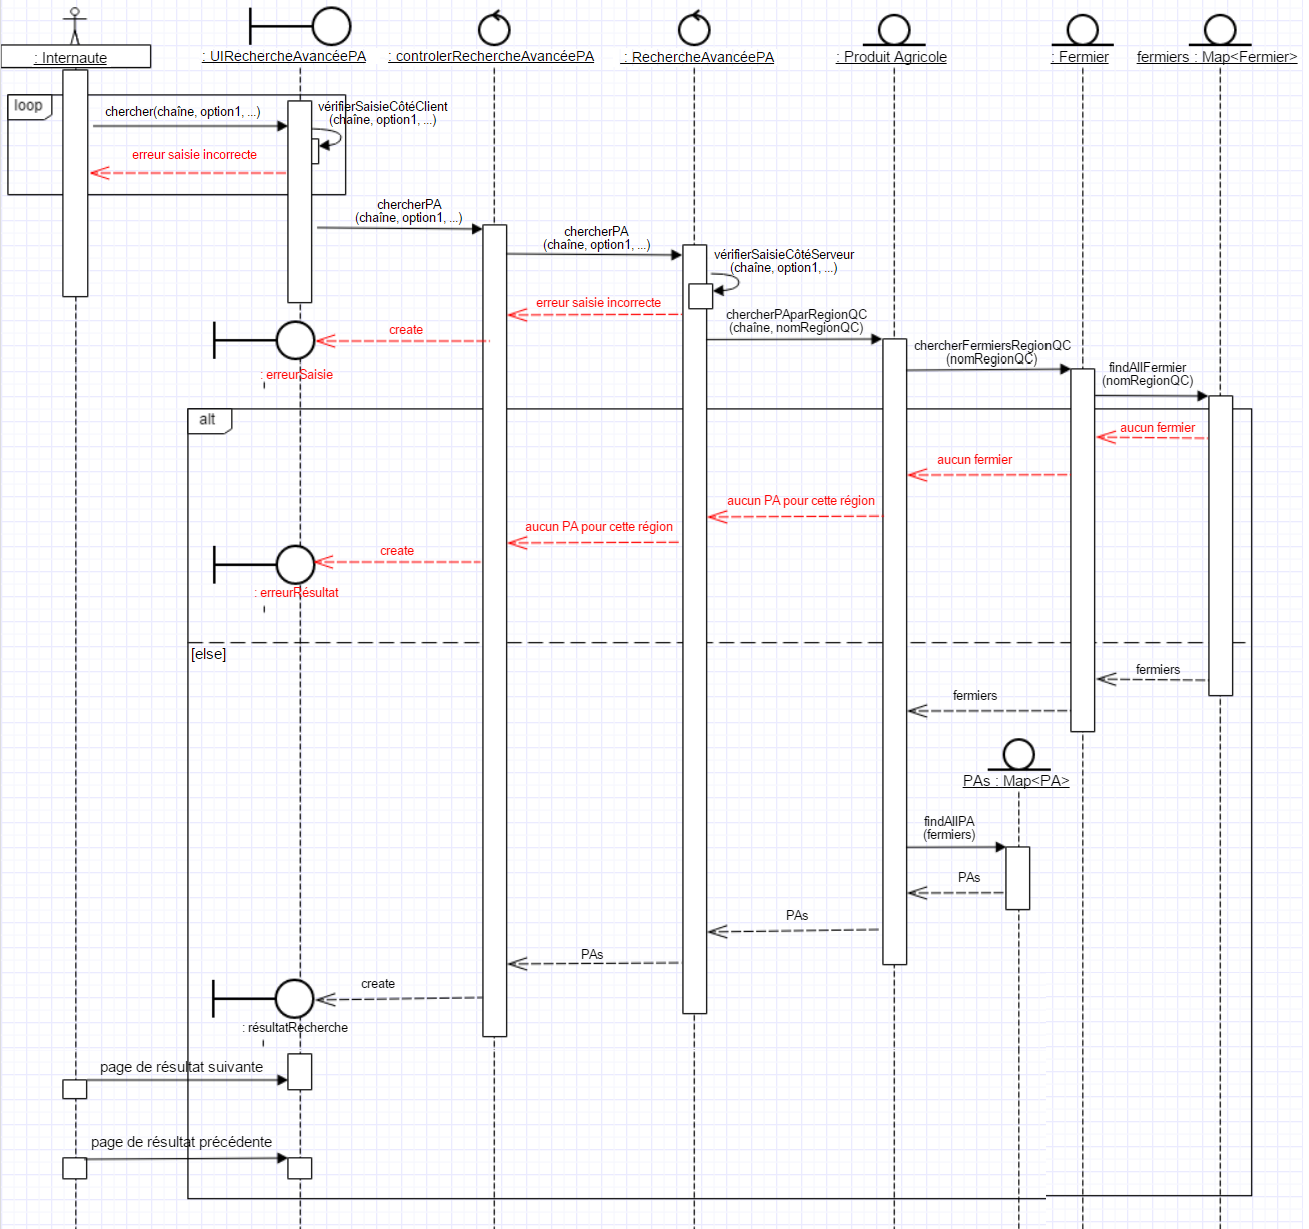 : Internaute
: UIRechercheAvancéePA
: controlerRechercheAvancéePA
: RechercheAvancéePA
: Produit Agricole
: Fermier
fermiers : Map<Fermier>
loop
chercher(chaîne, option1, ...)
vérifierSaisieCôtéClient
(chaîne, option1, ...)
erreur saisie incorrecte
chercherPA
(chaîne, option1, ...)
chercherPA
(chaîne, option1, ...)
vérifierSaisieCôtéServeur
(chaîne, option1, ...)
erreur saisie incorrecte
chercherPAparRegionQC
(chaîne, nomRegionQC)
create
chercherFermiersRegionQC
(nomRegionQC)
findAllFermier
(nomRegionQC)
: erreurSaisie
alt
aucun fermier
aucun fermier
aucun PA pour cette région
aucun PA pour cette région
create
: erreurRésultat
[else]
fermiers
fermiers
PAs : Map<PA>
findAllPA
(fermiers)
PAs
PAs
PAs
create
: résultatRecherche
page de résultat suivante
page de résultat précédente